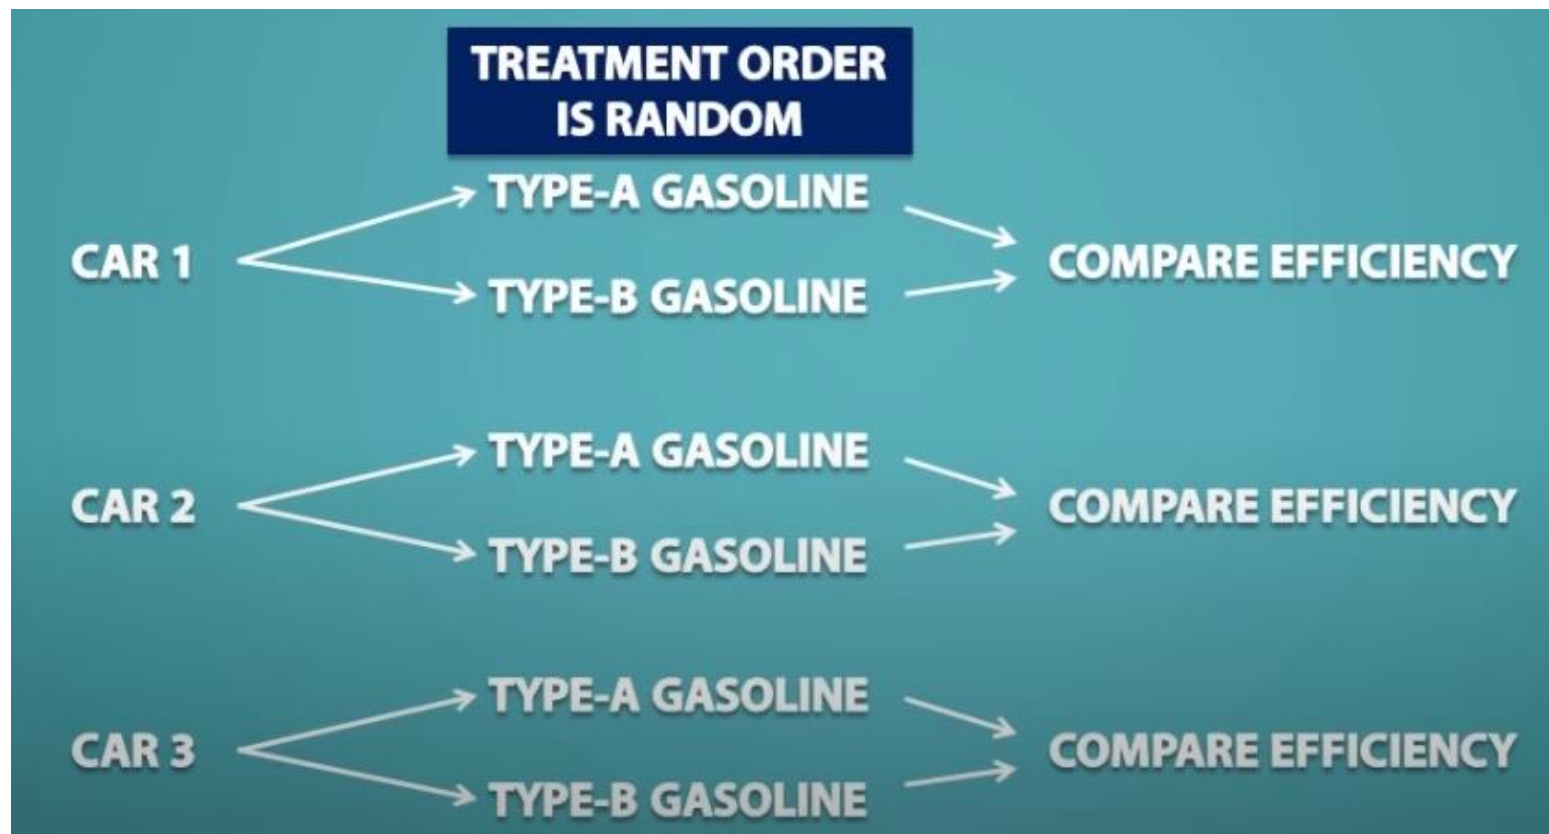 TREATMENT ORDER
IS RANDOM
TYPE-A GASOLINE
CAR 1
COMPARE EFFICIENCY
TYPE-B GASOLINE
TYPE-A GASOLINE
CAR 2
COMPARE EFFICIENCY
TYPE-B GASOLINE
TYPE-A GASOLINE
CAR 3
COMPARE EFFICIENCY
TYPE-B GASOLINE